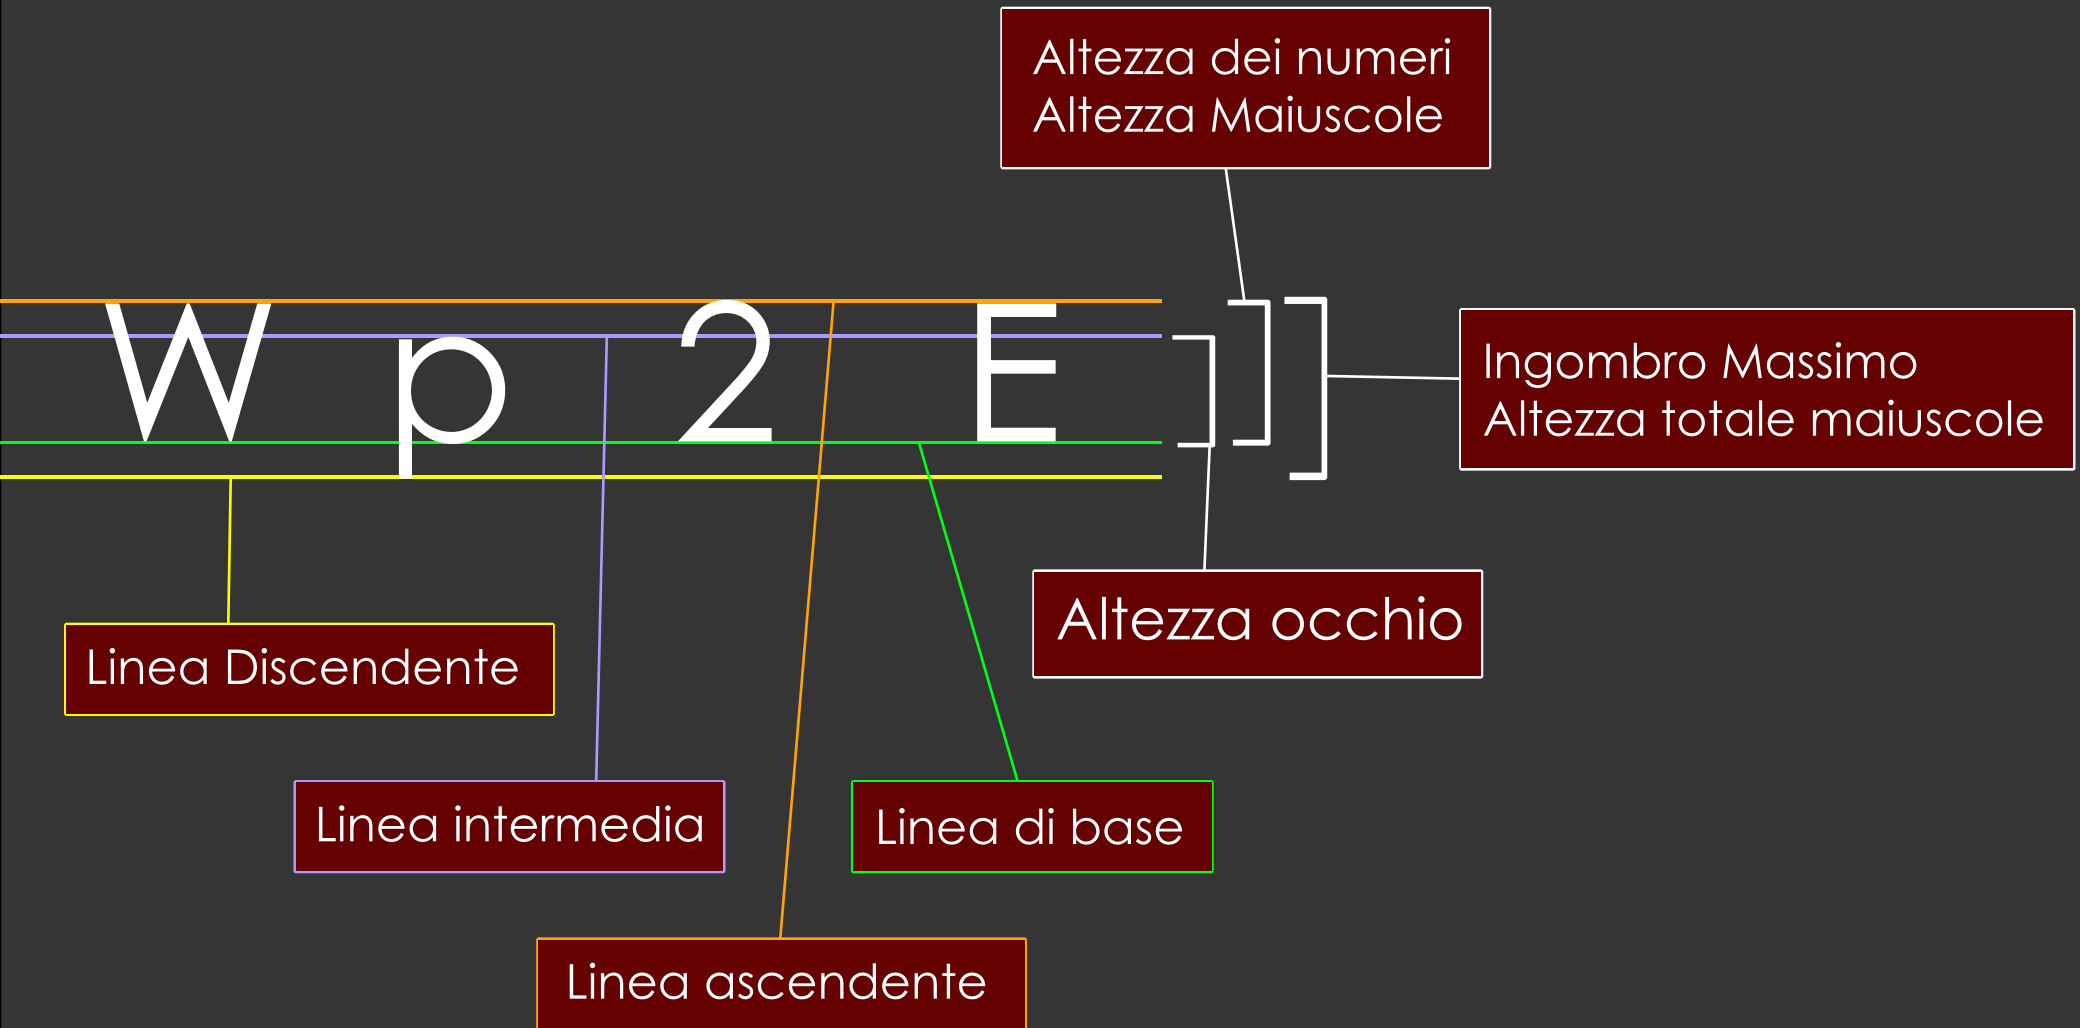 Altezza dei numeri
Altezza Maiuscole
W p 2 E
Ingombro Massimo
Altezza totale maiuscole
Altezza occhio
Linea Discendente
Linea intermedia
Linea di base
Linea ascendente